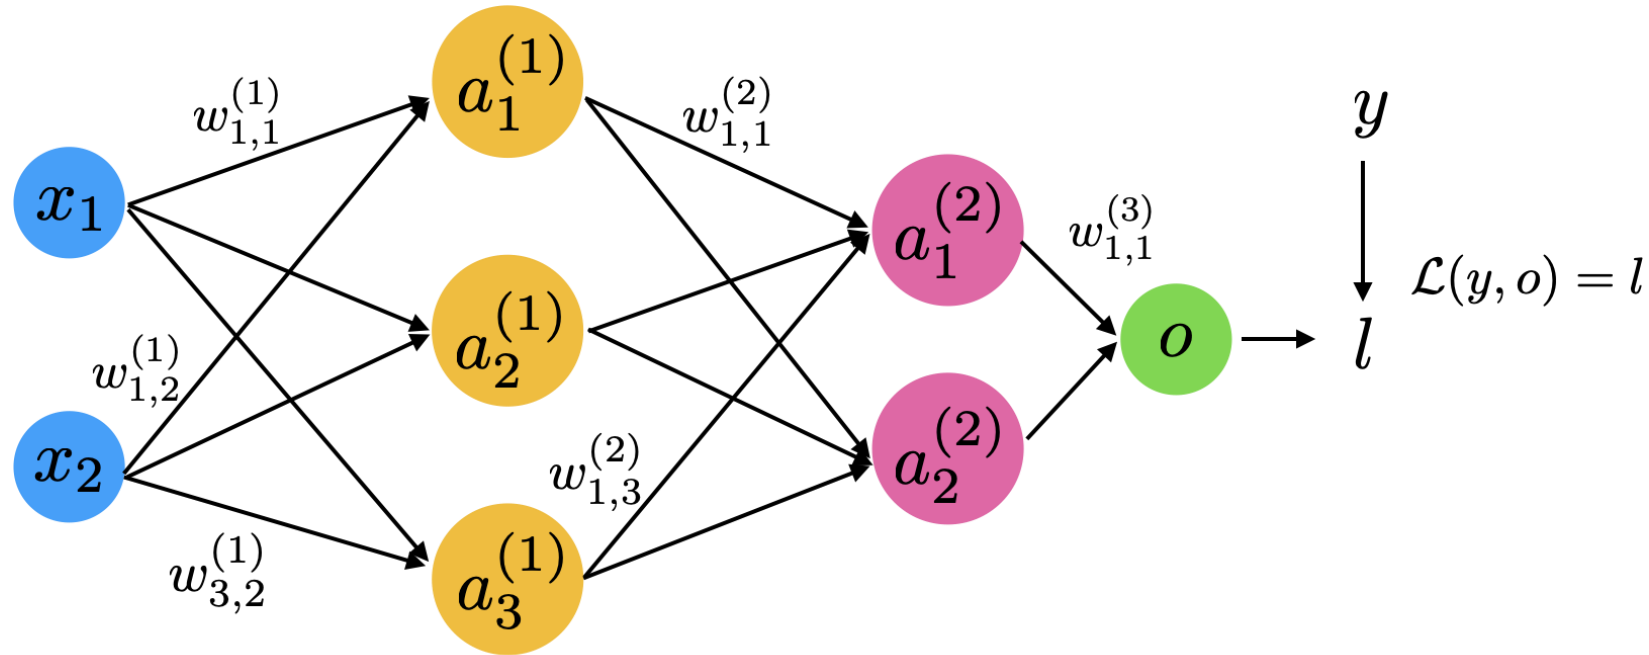 x_1
x_2
w_{1,1}^{(1)}
w_{1,2}^{(1)}
w_{3,2}^{(1)}
a_1^{(1)}
a_2^{(1)}
a_3^{(1)}
w_{1,1}^{(2)}
w_{1,3}^{(2)}
a_1^{(2)}
a_2^{(2)}
w_{1,1}^{(3)}
o
y
l
ℒ(y, o) = l